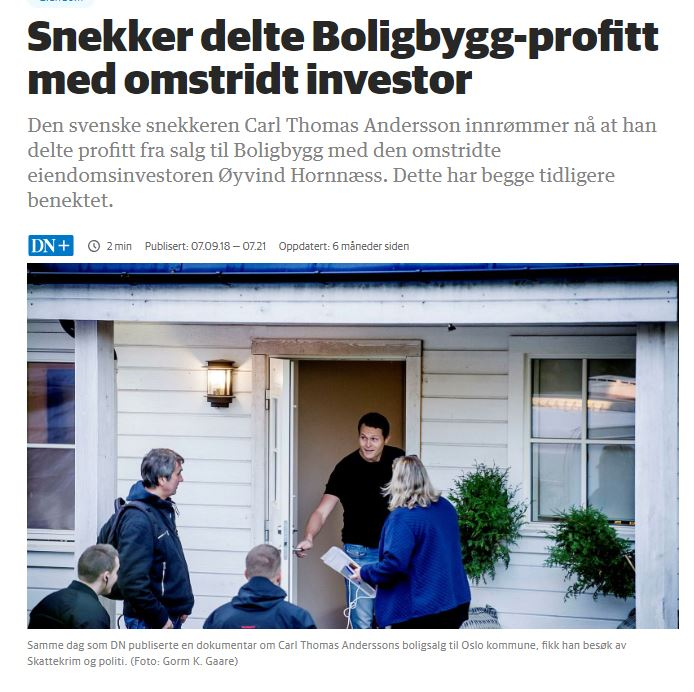 Snekker delte Boligbygg-profitt
med omstridt investor
Den svenske snekkeren Carl Thomas Andersson innrømmer nå at han
delte profitt fra salg til Boligbygg med den omstridte
eiendomsinvestoren Øyvind Hornnæss. Dette har begge tidligere
benektet.
DN+ 2 min Publisert: 07.09.18 — 07.21 Oppdatert: 6 måneder siden
Samme dag som DN publiserte en dokumentar om Carl Thomas Anderssons boligsalg til Oslo kommune, fikk han besøk av
Skattekrim og politi. (Foto: Gorm K. Gaare)